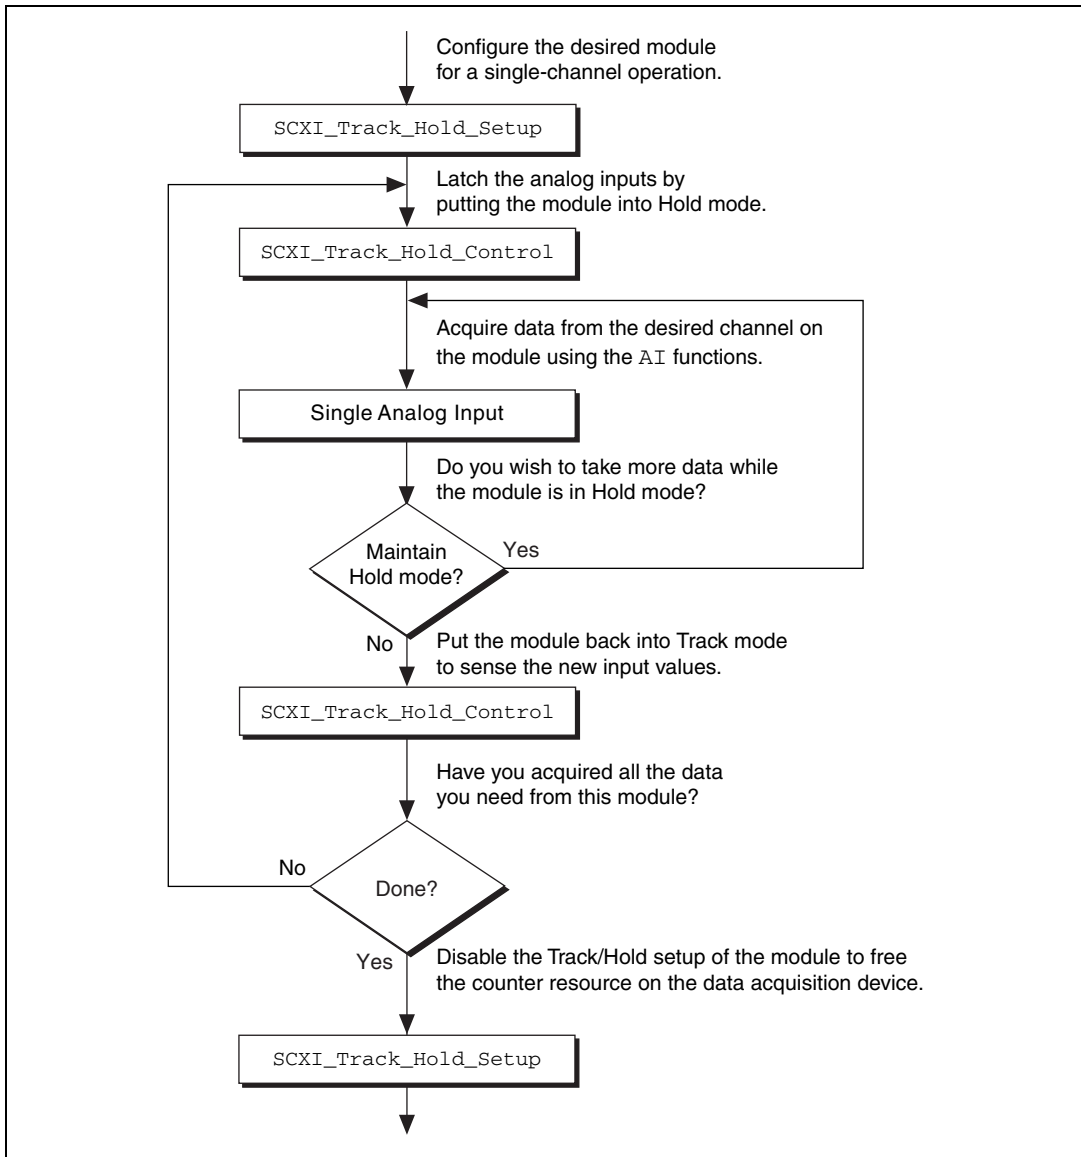 Configure the desired module
for a single-channel operation.
SCXI_Track_Hold_Setup
Latch the analog inputs by
putting the module into Hold mode.
SCXI_Track_Hold_Control
Acquire data from the desired channel on
the module using the AI functions.
Single Analog Input
Do you wish to take more data while
the module is in Hold mode?
Maintain
Hold mode?
Yes
No
Put the module back into Track mode
to sense the new input values.
SCXI_Track_Hold_Control
Have you acquired all the data
you need from this module?
No
Done?
Yes
Disable the Track/Hold setup of the module to free
the counter resource on the data acquisition device.
SCXI_Track_Hold_Setup